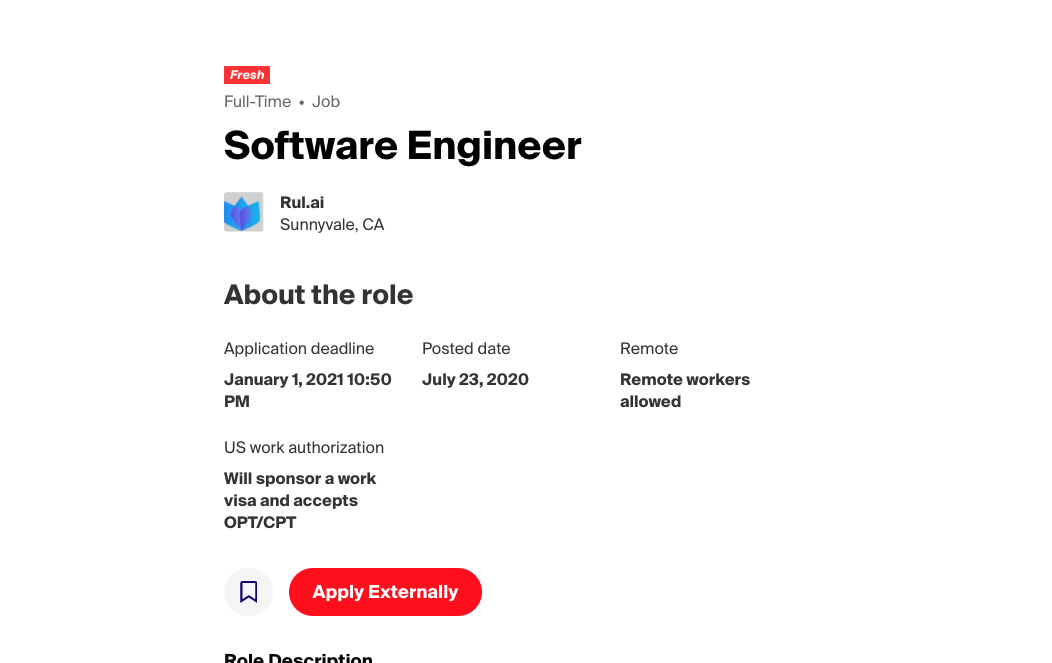 Fresh
Full-Time • Job
Software Engineer
Rul.ai
Sunnyvale, CA
About the role
Application deadline
January 1, 2021 10:50
PM
Posted date
July 23, 2020
Remote
Remote workers
allowed
US work authorization
Will sponsor a work
visa and accepts
OPT/CPT
Apply Externally
Role Description